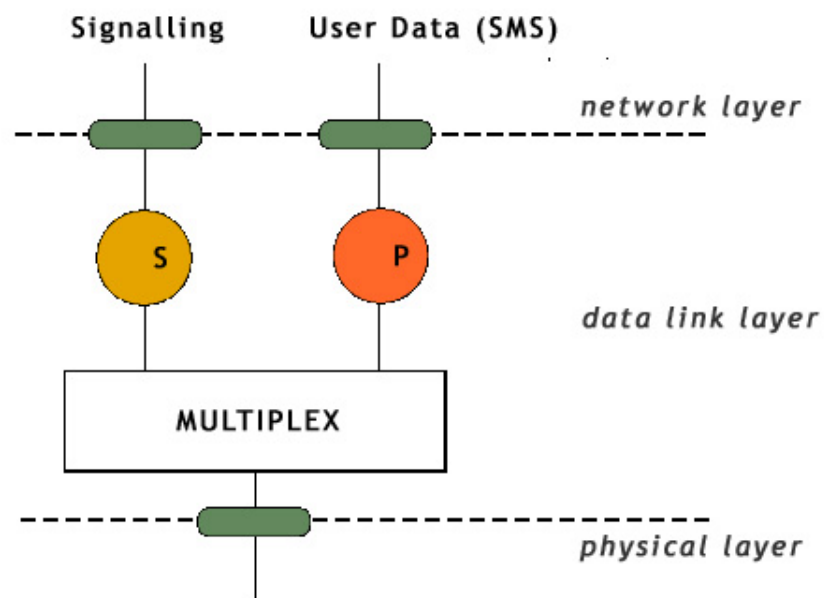 Signalling
User Data (SMS)
network layer
S
P
data link layer
MULTIPLEX
physical layer